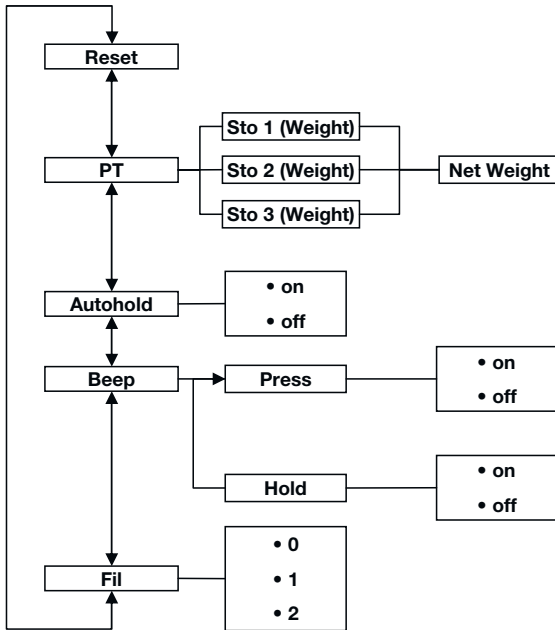 Reset
Sto 1 (Weight)
PT
Sto 2 (Weight)
Net Weight
Sto 3 (Weight)
Autohold
• on
• off
Beep
Press
• on
• off
Hold
• on
• off
Fil
• 0
• 1
• 2